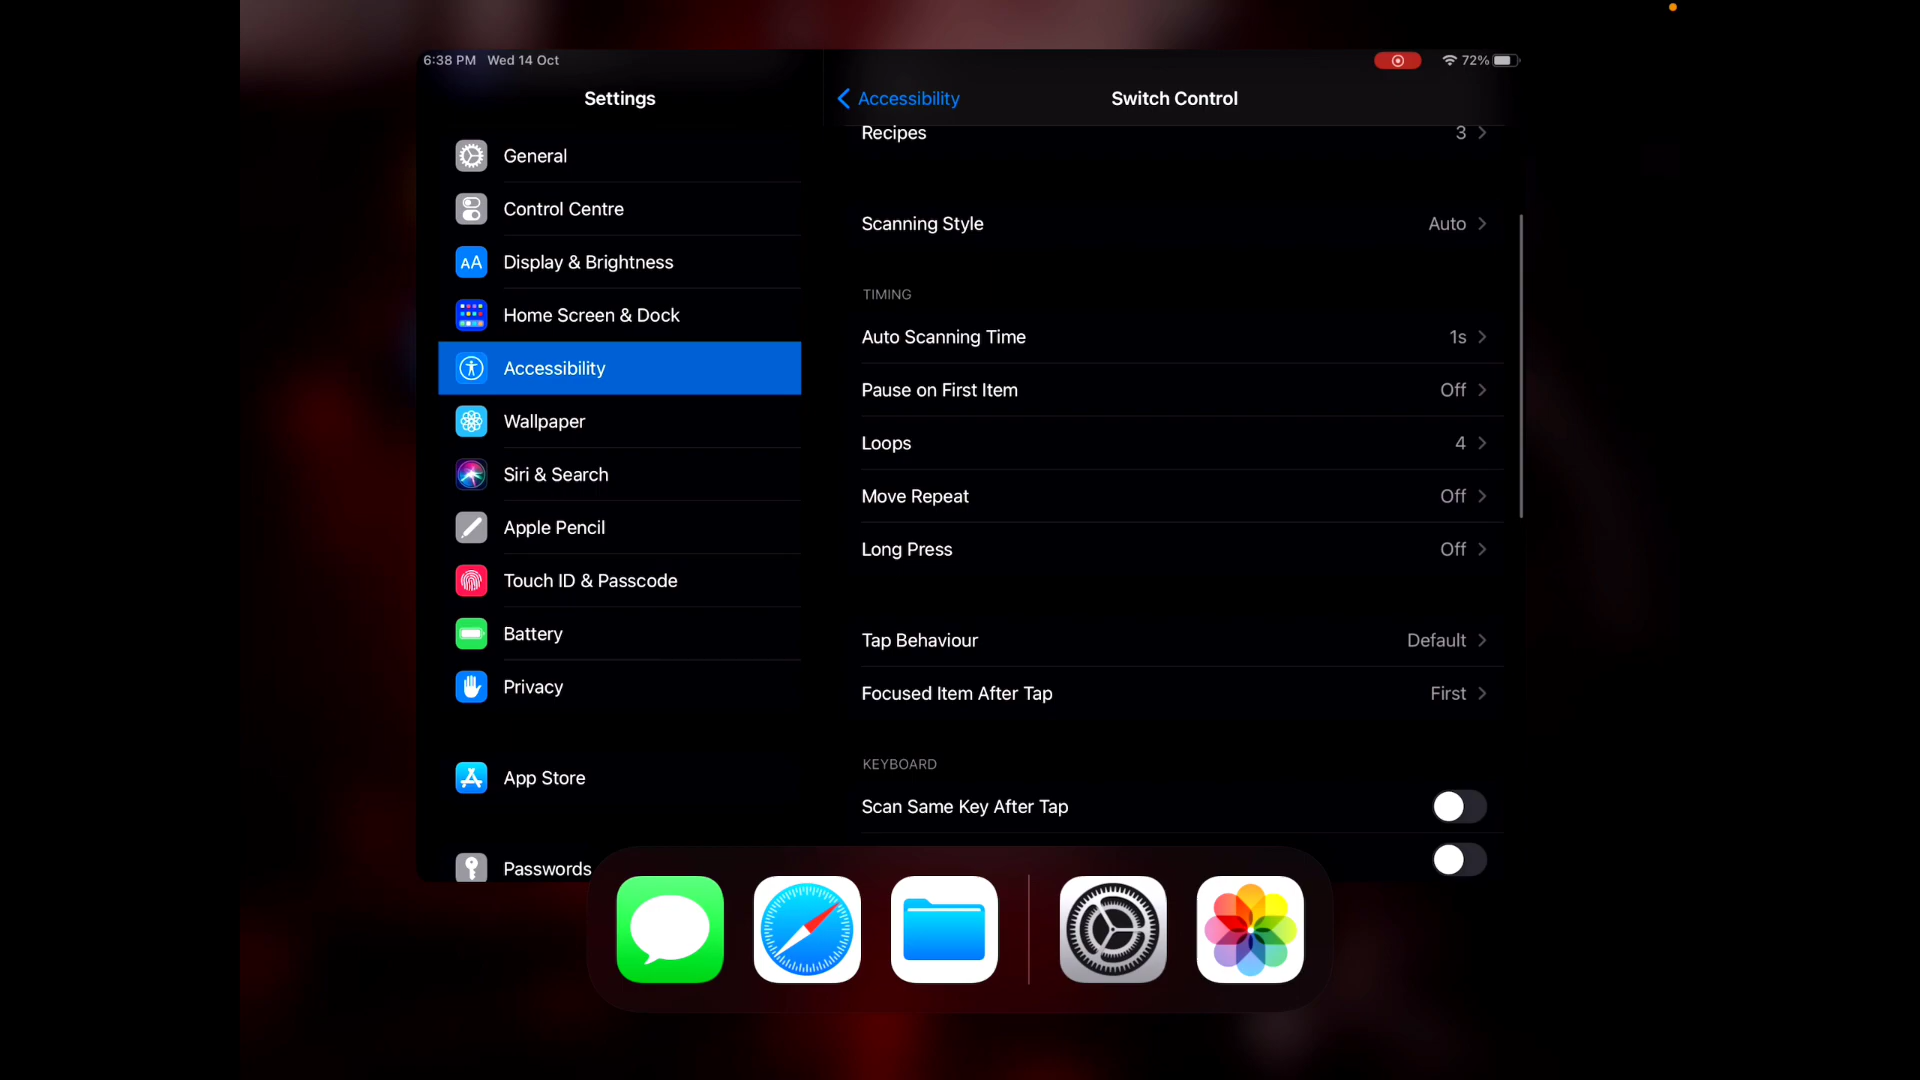 6:38 PM Wed 14 Oct
72%
Settings
General
Control Centre
AA Display & Brightness
Home Screen & Dock
Accessibility
Wallpaper
Siri & Search
Apple Pencil
Touch ID & Passcode
Battery
Privacy
App Store
Passwords
Accessibility
Switch Control
Recipes 3
Scanning Style Auto
TIMING
Auto Scanning Time 1s
Pause on First Item Off
Loops 4
Move Repeat Off
Long Press Off
Tap Behaviour Default
Focused Item After Tap First
KEYBOARD
Scan Same Key After Tap